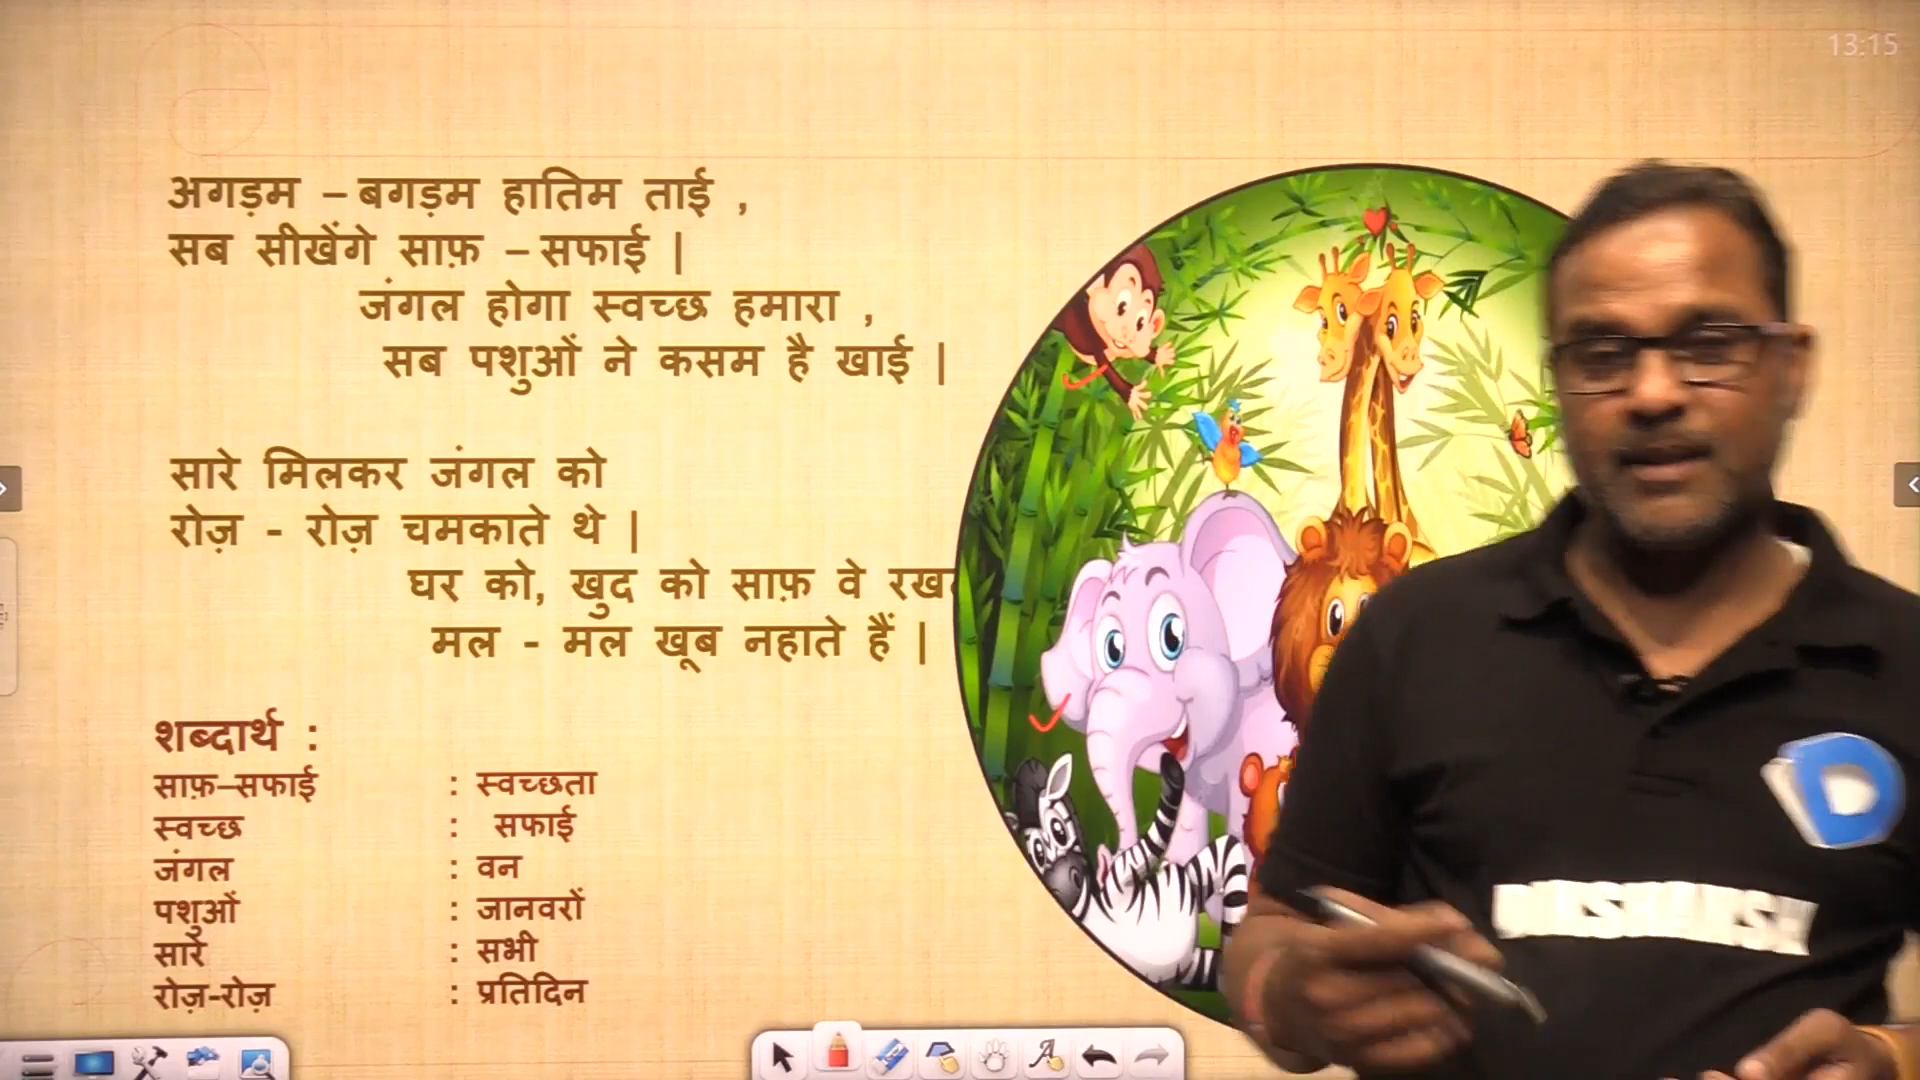 13:15
अगड़म – बगड़म हातिम ताई ,
सब सीखेंगे साफ़ – सफाई |
जंगल होगा स्वच्छ हमारा ,
सब पशुओं ने कसम है खाई |
सारे मिलकर जंगल को
रोज़ - रोज़ चमकाते थे |
घर को, खुद को साफ़ वे
मल - मल खूब नहाते हैं |
शब्दार्थ :
साफ़–सफाई : स्वच्छता
स्वच्छ : सफाई
जंगल : वन
पशुओं : जानवरों
सारे : सभी
रोज़-रोज़ : प्रतिदिन
D